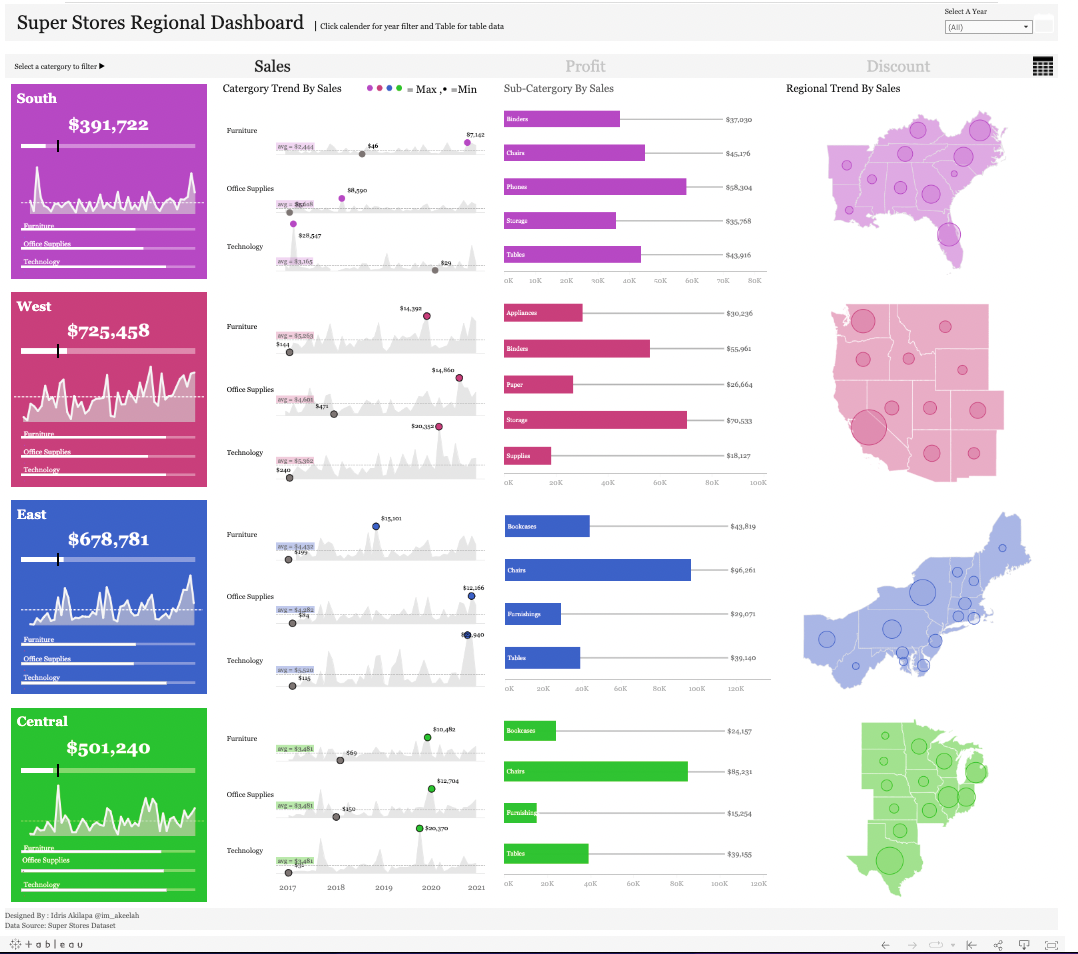 Super Stores Regional Dashboard
| Click calender for year filter and Table for table data
Select A Year
(All)
Select a catergory to filter ▶
Sales
Profit
Discount
Catergory Trend By Sales
= Max , • =Min
Sub-Catergory By Sales
Regional Trend By Sales
South
$391,722
Furniture
Office Supplies
Technology
Furniture
avg = $2,444
$46
$7,142
Office Supplies
$8,590
Technology
$28,547
avg = $3,165
$29
Binders
$37,030
Chairs
$45,176
Phones
$58,304
Storage
$35,768
Tables
$43,916
0K 10K 20K 30K 40K 50K 60K 70K 80K
West
$725,458
Furniture
Office Supplies
Technology
Furniture
$14,392
avg = $5,263
$144
Office Supplies
$14,860
avg = $4,601
$471
Technology
$20,352
avg = $5,362
$240
Appliances
$30,236
Binders
$55,961
Paper
$26,664
Storage
$70,533
Supplies
$18,127
0K 20K 40K 60K 80K 100K
East
$678,781
Furniture
Office Supplies
Technology
Furniture
$15,101
avg = $4,432
$199
Office Supplies
$12,166
avg = $4,282
$84
Technology
avg = $5,520
$125
Bookcases
$43,819
Chairs
$96,261
Furnishings
$29,071
Tables
$39,140
0K 20K 40K 60K 80K 100K 120K
Central
$501,240
Furniture
Office Supplies
Technology
Furniture
$10,482
avg = $3,481
$69
Office Supplies
$12,704
avg = $3,481
$150
Technology
$20,370
avg = $3,481
2017 2018 2019 2020 2021
Bookcases
$24,157
Chairs
$85,231
Furnishing
$15,254
Tables
$39,155
0K 20K 40K 60K 80K 100K 120K
Designed By : Idris Akilapa @im_akeelah
Data Source: Super Stores Dataset
+ableau